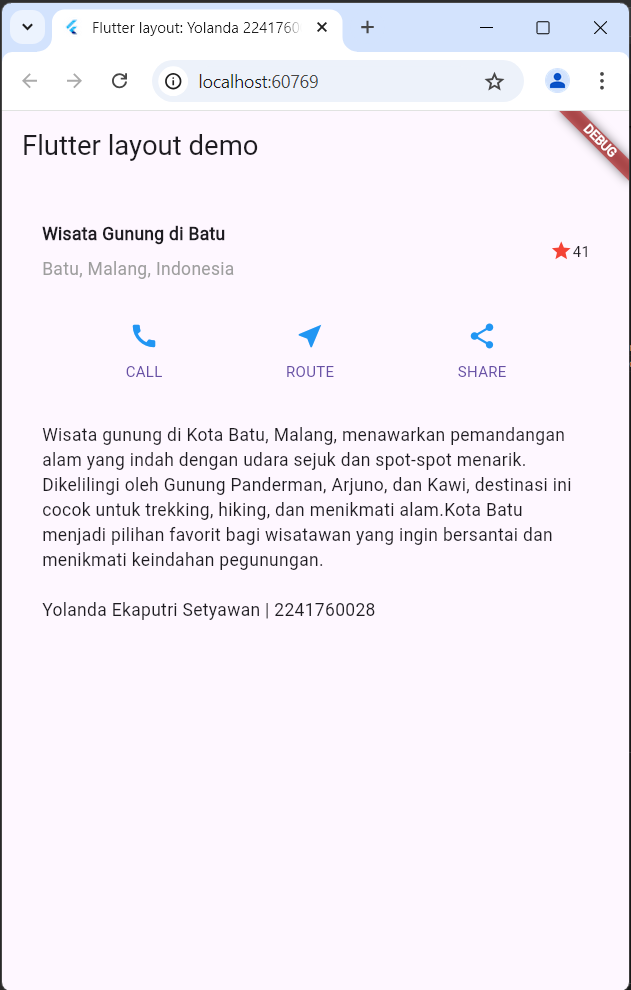 Flutter layout: Yolanda 2241760
localhost:60769
DEBUG
Flutter layout demo
Wisata Gunung di Batu
41
Batu, Malang, Indonesia
CALL
ROUTE
SHARE
Wisata gunung di Kota Batu, Malang, menawarkan pemandangan
alam yang indah dengan udara sejuk dan spot-spot menarik.
Dikelilingi oleh Gunung Panderman, Arjuno, dan Kawi, destinasi ini
cocok untuk trekking, hiking, dan menikmati alam.Kota Batu
menjadi pilihan favorit bagi wisatawan yang ingin bersantai dan
menikmati keindahan pegunungan.
Yolanda Ekaputri Setyawan | 2241760028